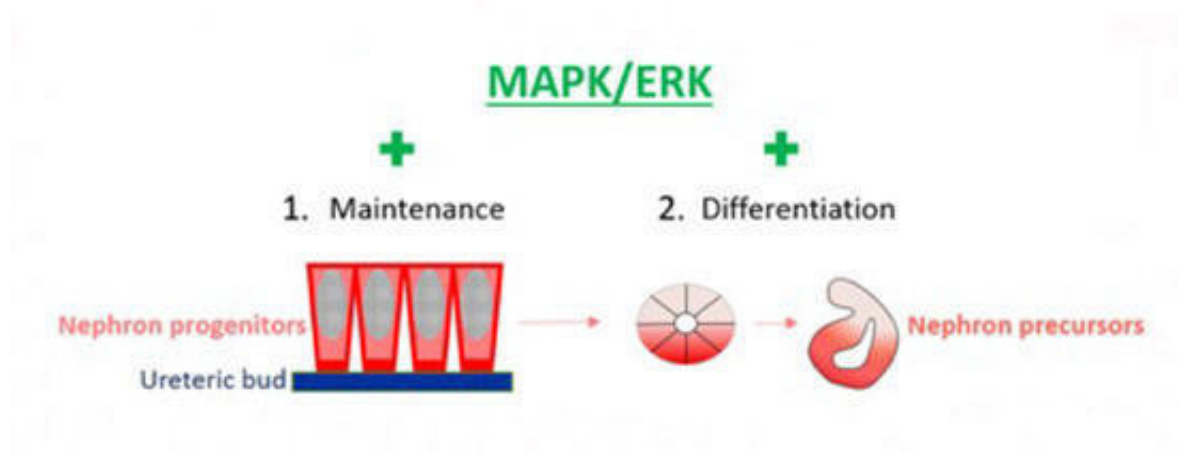 MAPK/ERK
+ +
1. Maintenance
2. Differentiation
Nephron progenitors
Nephron precursors
Ureteric bud